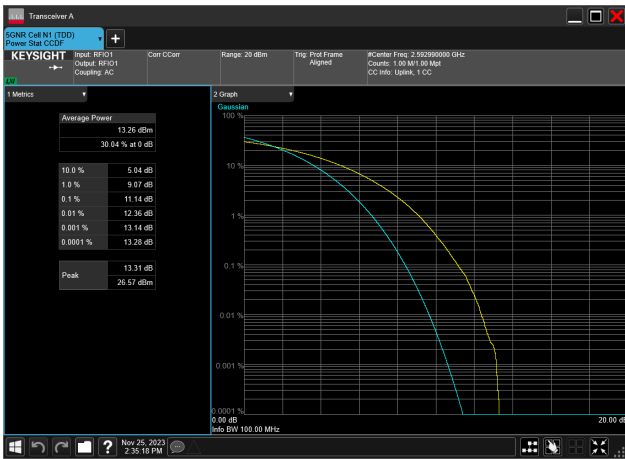 Transceiver A
5GNR Cell N1 (TDD)
Power Stat CCDF
KEYSIGHT
Input: RFIO1
Output: RFIO1
Coupling: AC
Corr CCorr
Range: 20 dBm
Trig: Prot Frame
Aligned
#Center Freq: 2.592990000 GHz
Counts: 1.00 M/1.00 Mpt
CC Info: Uplink, 1 CC
1 Metrics
Average Power
13.26 dBm
30.04 % at 0 dB
10.0 % 5.04 dB
1.0 % 9.07 dB
0.1 % 11.14 dB
0.01 % 12.36 dB
0.001 % 13.14 dB
0.0001 % 13.28 dB
Peak 13.31 dB
26.57 dBm
2 Graph
Gaussian
100 %
10 %
1 %
0.1 %
0.01 %
0.001 %
0.0001 %
0.00 dB
20.00 dB
Info BW 100.00 MHz
Nov 25, 2023
2:35:18 PM